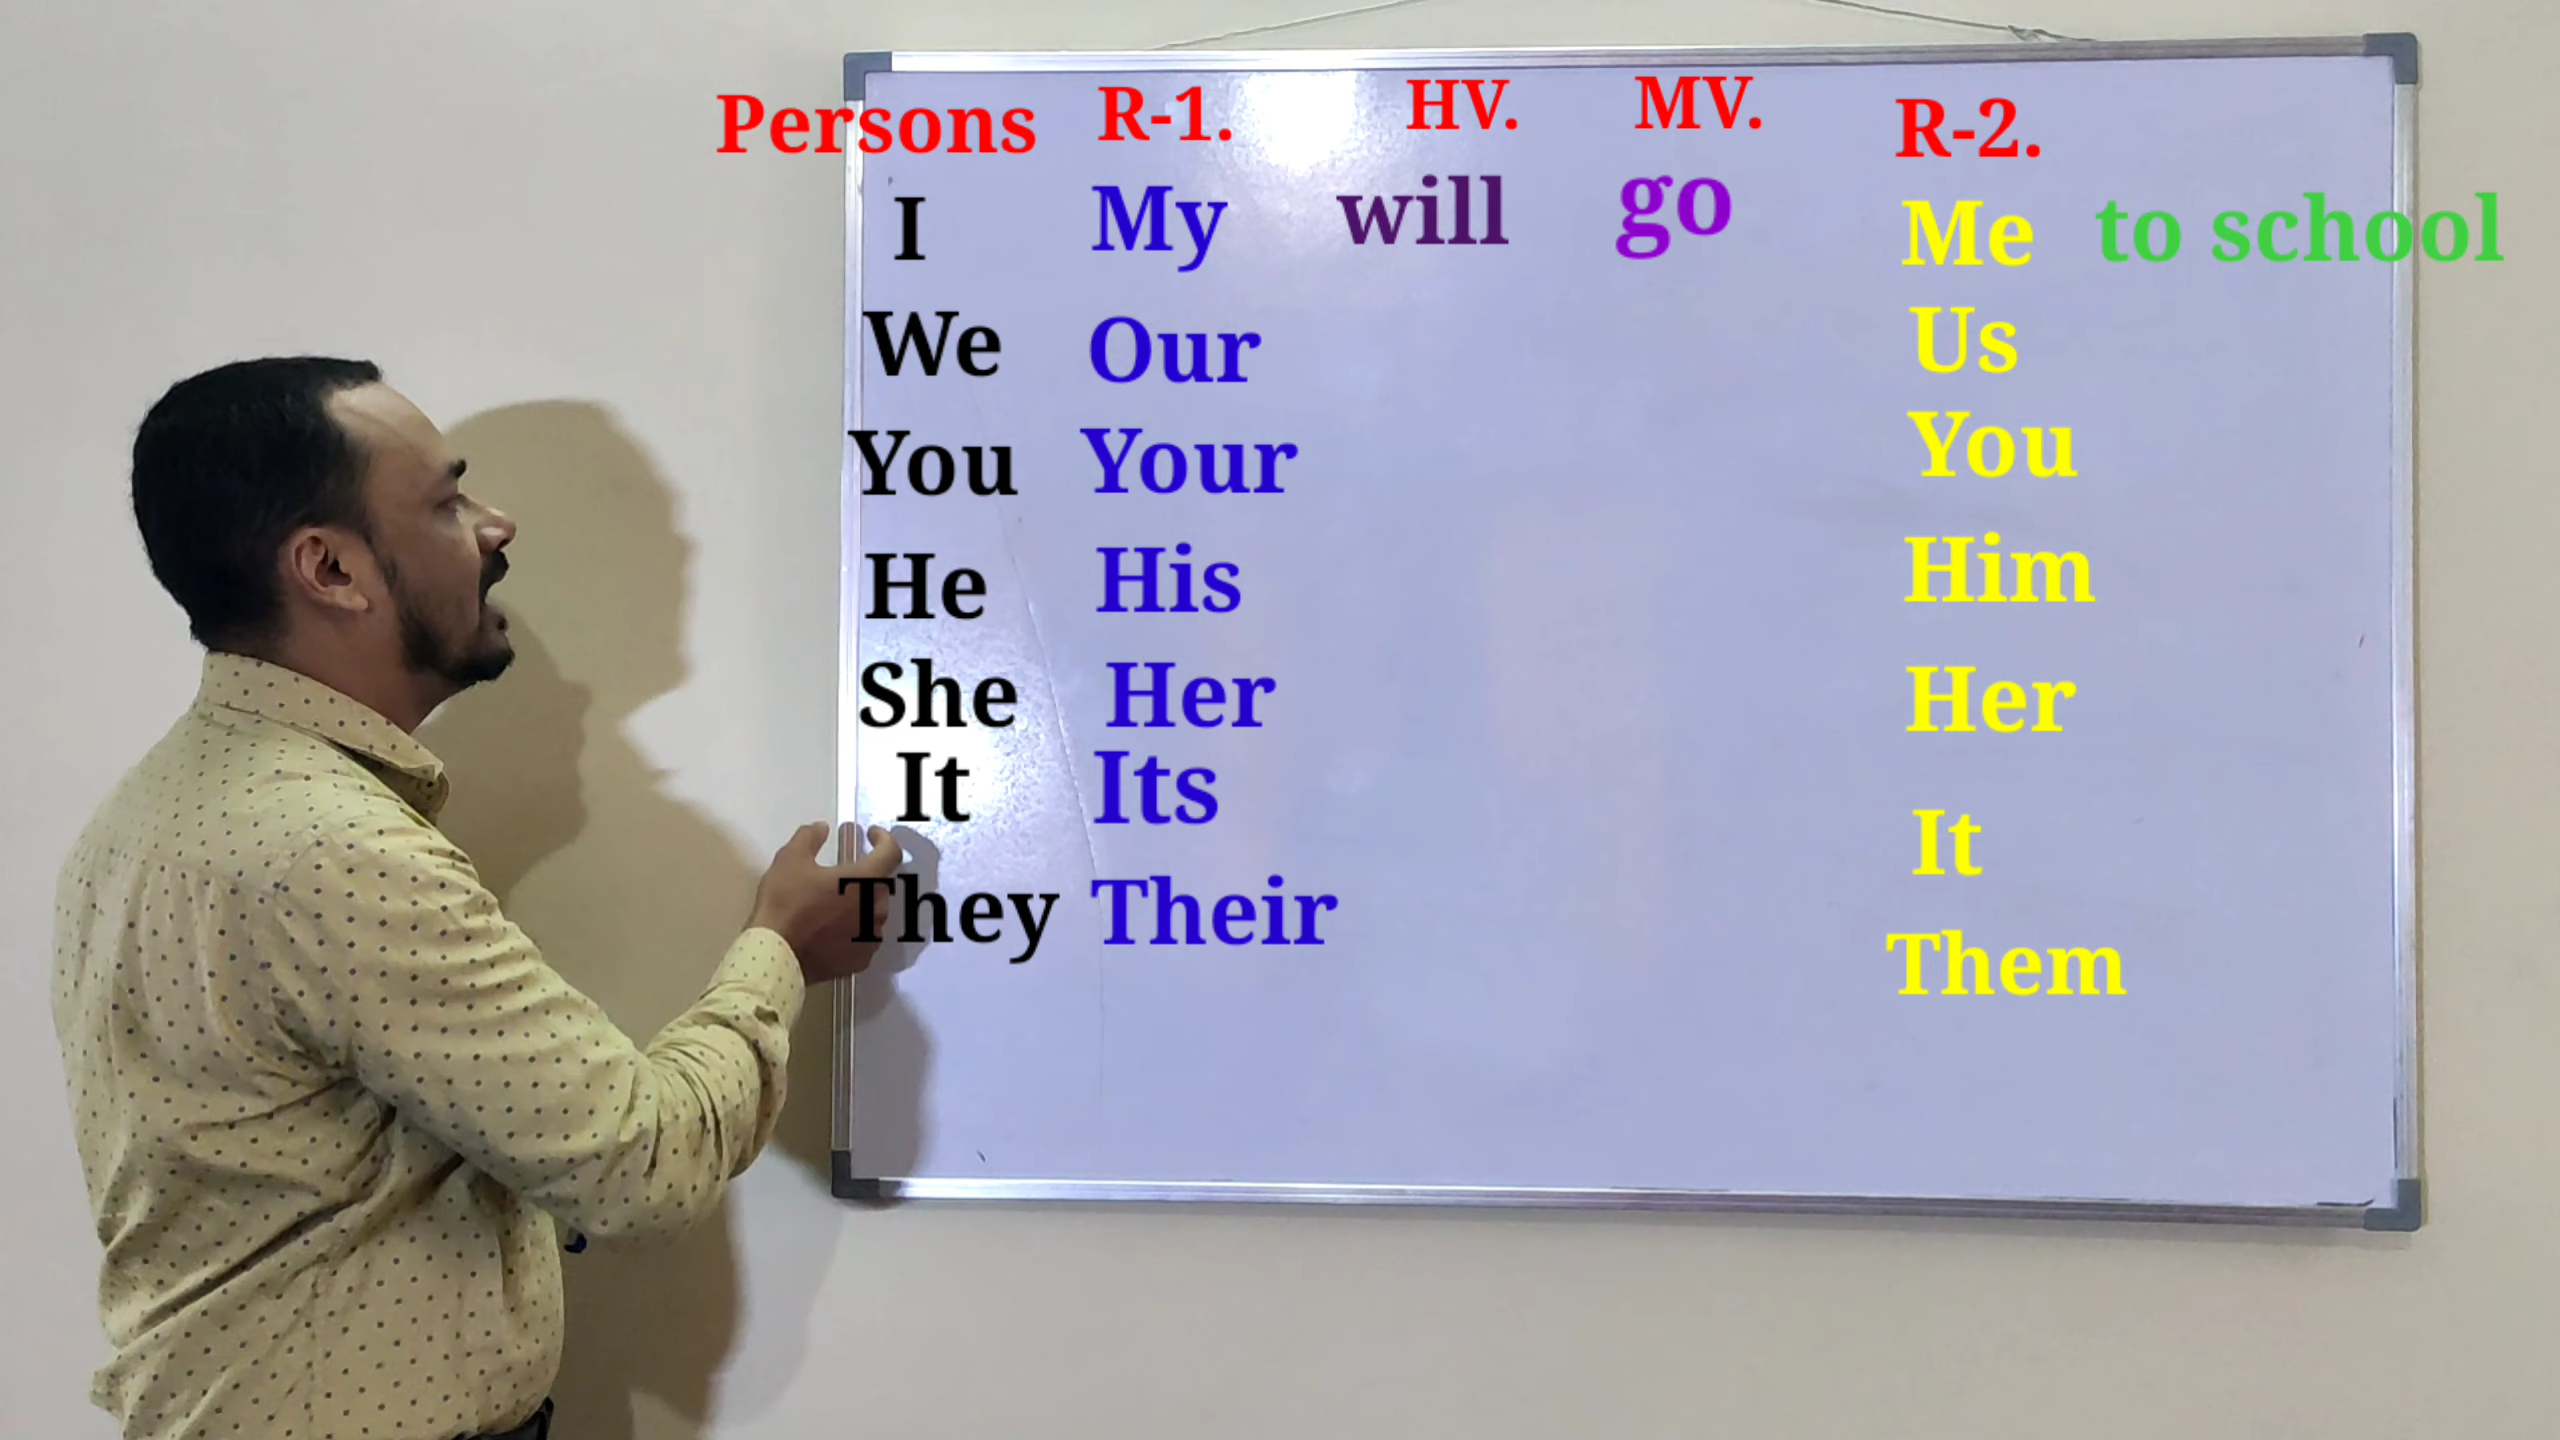 Persons R-1. HV. MV. R-2.
I My will go Me to school
We Our Us
You Your You
He His Him
She Her Her
It Its It
They Their Them